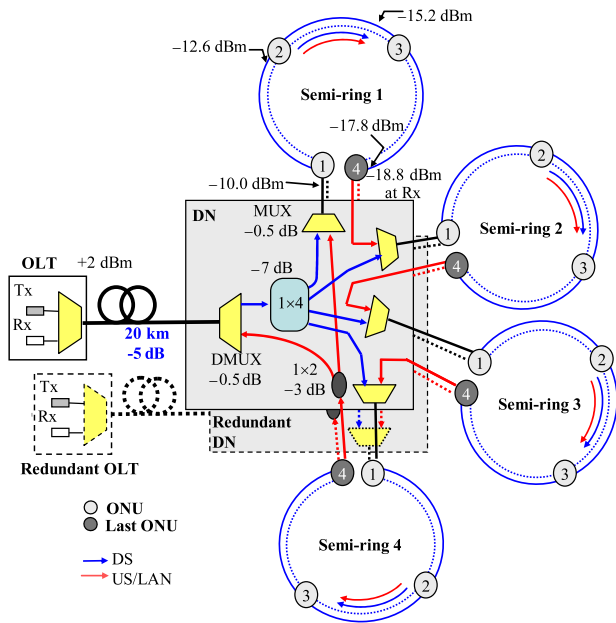 −15.2 dBm
−12.6 dBm
2
3
Semi-ring 1
−17.8 dBm
1
4
−18.8 dBm
at Rx
−10.0 dBm
DN
MUX
−0.5 dB
2
1
Semi-ring 2
4
3
OLT
+2 dBm
−7 dB
1×4
Tx
Rx
20 km
-5 dB
DMUX
−0.5 dB
1×2
−3 dB
1
2
4
Semi-ring 3
3
Tx
Rx
Redundant
DN
Redundant OLT
4
1
ONU
Last ONU
Semi-ring 4
DS
US/LAN
3
2